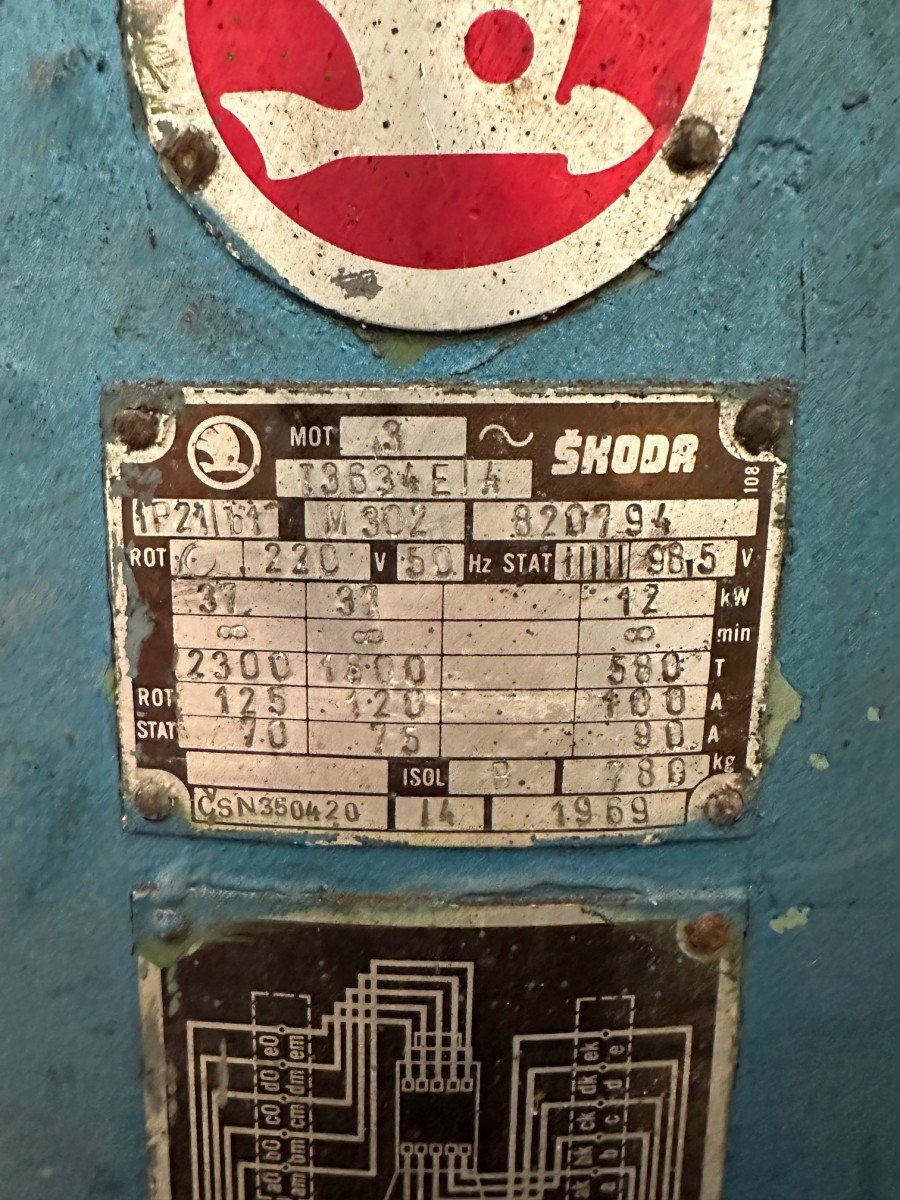 MOT 3 ~ ŠKODA
T3634E A 108
IP21 M302 820794
ROT 220 V 50 Hz STAT 98,5 V
37 37 12 kW
∞ ∞ ∞ min
2300 1800 580 T
ROT 125 120 100 A
STAT 70 75 90 A
ISOL B 780 kg
ČSN350420 14 1969
e0 em ek e
d0 dm dk d
c0 cm ck c
b0 bm bk b
a0 am ak a